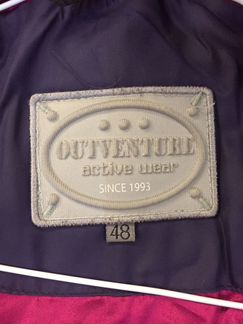 OUTVENTURE
active wear
SINCE 1993
48